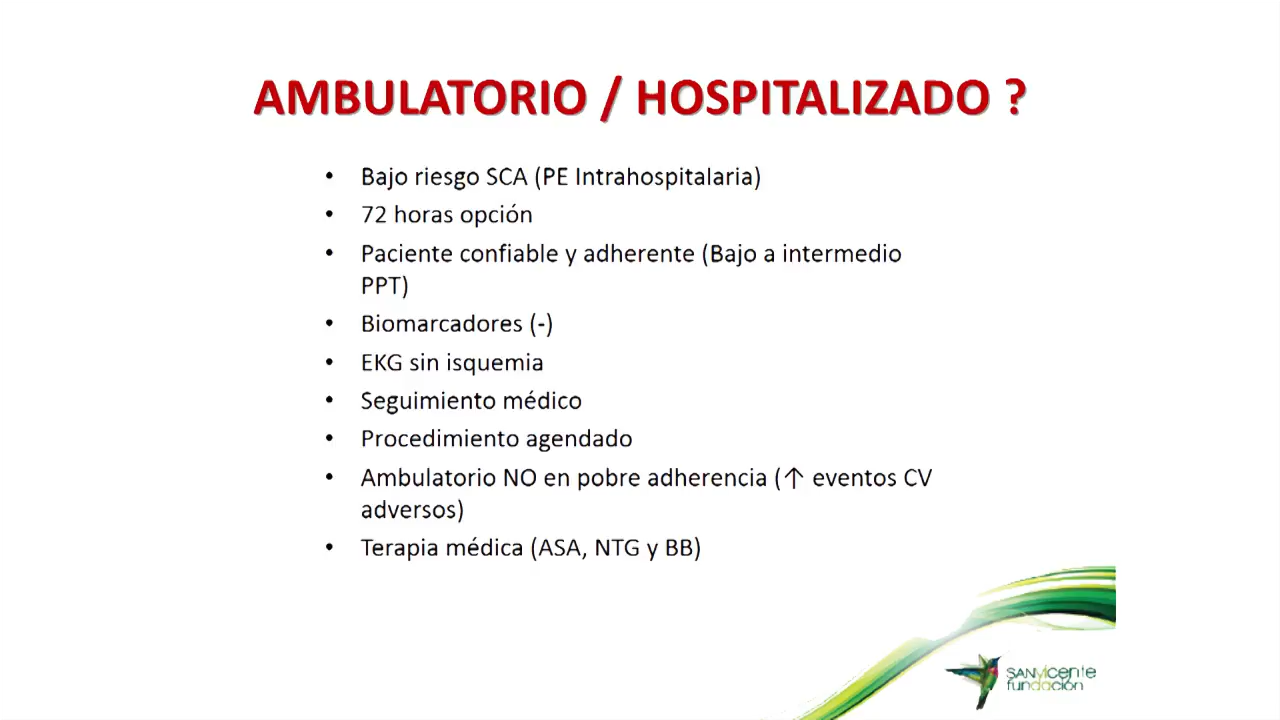 AMBULATORIO / HOSPITALIZADO ?
• Bajo riesgo SCA (PE Intrahospitalaria)
• 72 horas opción
• Paciente confiable y adherente (Bajo a intermedio
PPT)
• Biomarcadores (-)
• EKG sin isquemia
• Seguimiento médico
• Procedimiento agendado
• Ambulatorio NO en pobre adherencia (↑ eventos CV
adversos)
• Terapia médica (ASA, NTG y BB)
SANVICENTE
fundación